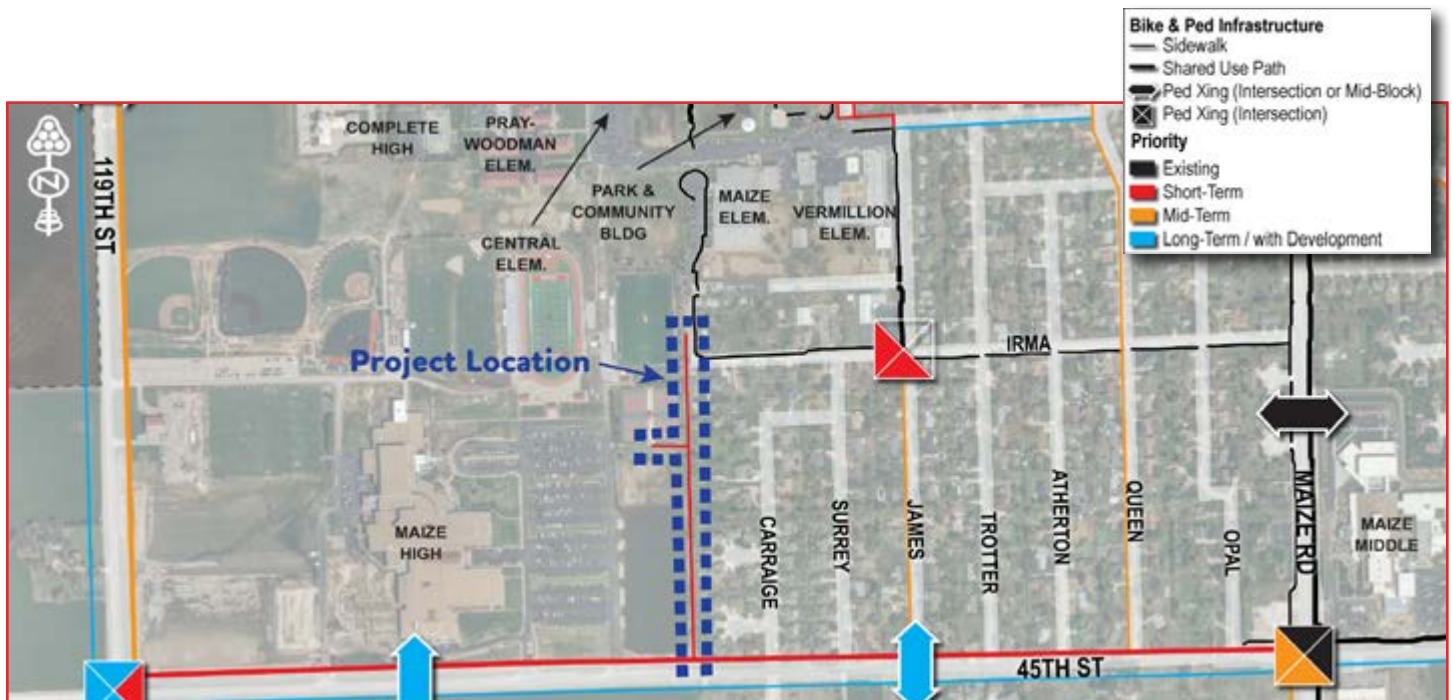 Bike & Ped Infrastructure
Sidewalk
Shared Use Path
Ped Xing (Intersection or Mid-Block)
Ped Xing (Intersection)
Priority
Existing
Short-Term
Mid-Term
Long-Term / with Development
N
119TH ST
COMPLETE
HIGH
PRAY-
WOODMAN
ELEM.
CENTRAL
ELEM.
PARK &
COMMUNITY
BLDG
MAIZE
ELEM.
VERMILLION
ELEM.
Project Location
IRMA
MAIZE
HIGH
CARRAIGE
SURREY
JAMES
TROTTER
ATHERTON
QUEEN
OPAL
MAIZE RD
MAIZE
MIDDLE
45TH ST